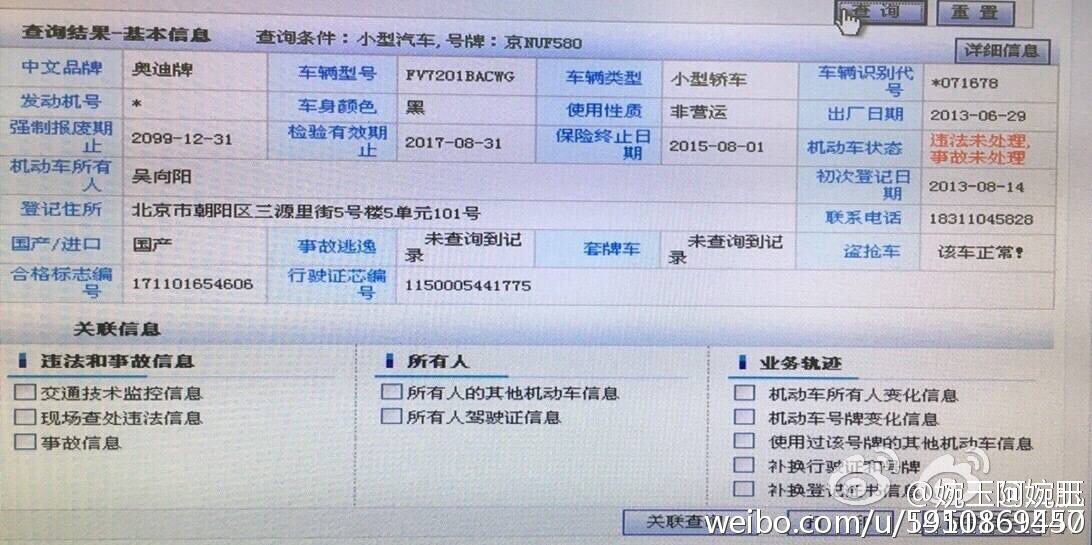 查询 重置
查询结果-基本信息 查询条件：小型汽车,号牌：京NUF580 详细信息
中文品牌 奥迪牌 车辆型号 FV7201BACWG 车辆类型 小型轿车 车辆识别代号 *071678
发动机号 * 车身颜色 黑 使用性质 非营运 出厂日期 2013-06-29
强制报废期止 2099-12-31 检验有效期止 2017-08-31 保险终止日期 2015-08-01 机动车状态 违法未处理,事故未处理
机动车所有人 吴向阳 初次登记日期 2013-08-14
登记住所 北京市朝阳区三源里街5号楼5单元101号 联系电话 18311045828
国产/进口 国产 事故逃逸 未查询到记录 套牌车 未查询到记录 盗抢车 该车正常!
合格标志编号 171101654606 行驶证芯编号 1150005441775
关联信息
违法和事故信息 所有人 业务轨迹
交通技术监控信息 所有人的其他机动车信息 机动车所有人变化信息
现场查处违法信息 所有人驾驶证信息 机动车号牌变化信息
事故信息 使用过该号牌的其他机动车信息
补换行驶证和号牌
补换登记证书信息
@婉玉阿婉
关联查
weibo.com/u/5910869450